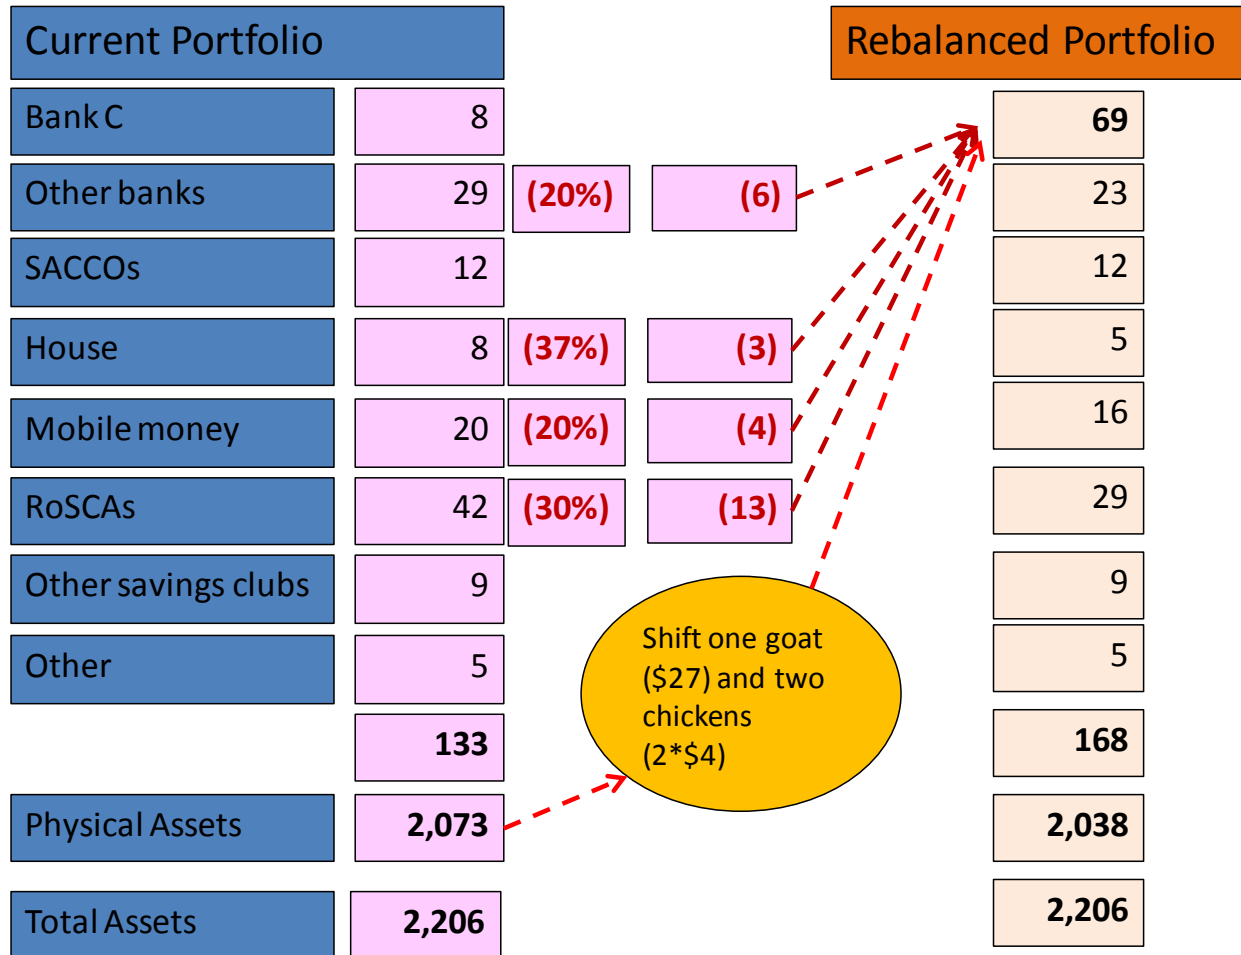 Current Portfolio
Rebalanced Portfolio
Bank C 8 69
Other banks 29 (20%) (6) 23
SACCOs 12 12
House 8 (37%) (3) 5
Mobile money 20 (20%) (4) 16
RoSCAs 42 (30%) (13) 29
Other savings clubs 9 9
Other 5 5
Shift one goat
($27) and two
chickens
(2*$4)
133 168
Physical Assets 2,073 2,038
Total Assets 2,206 2,206